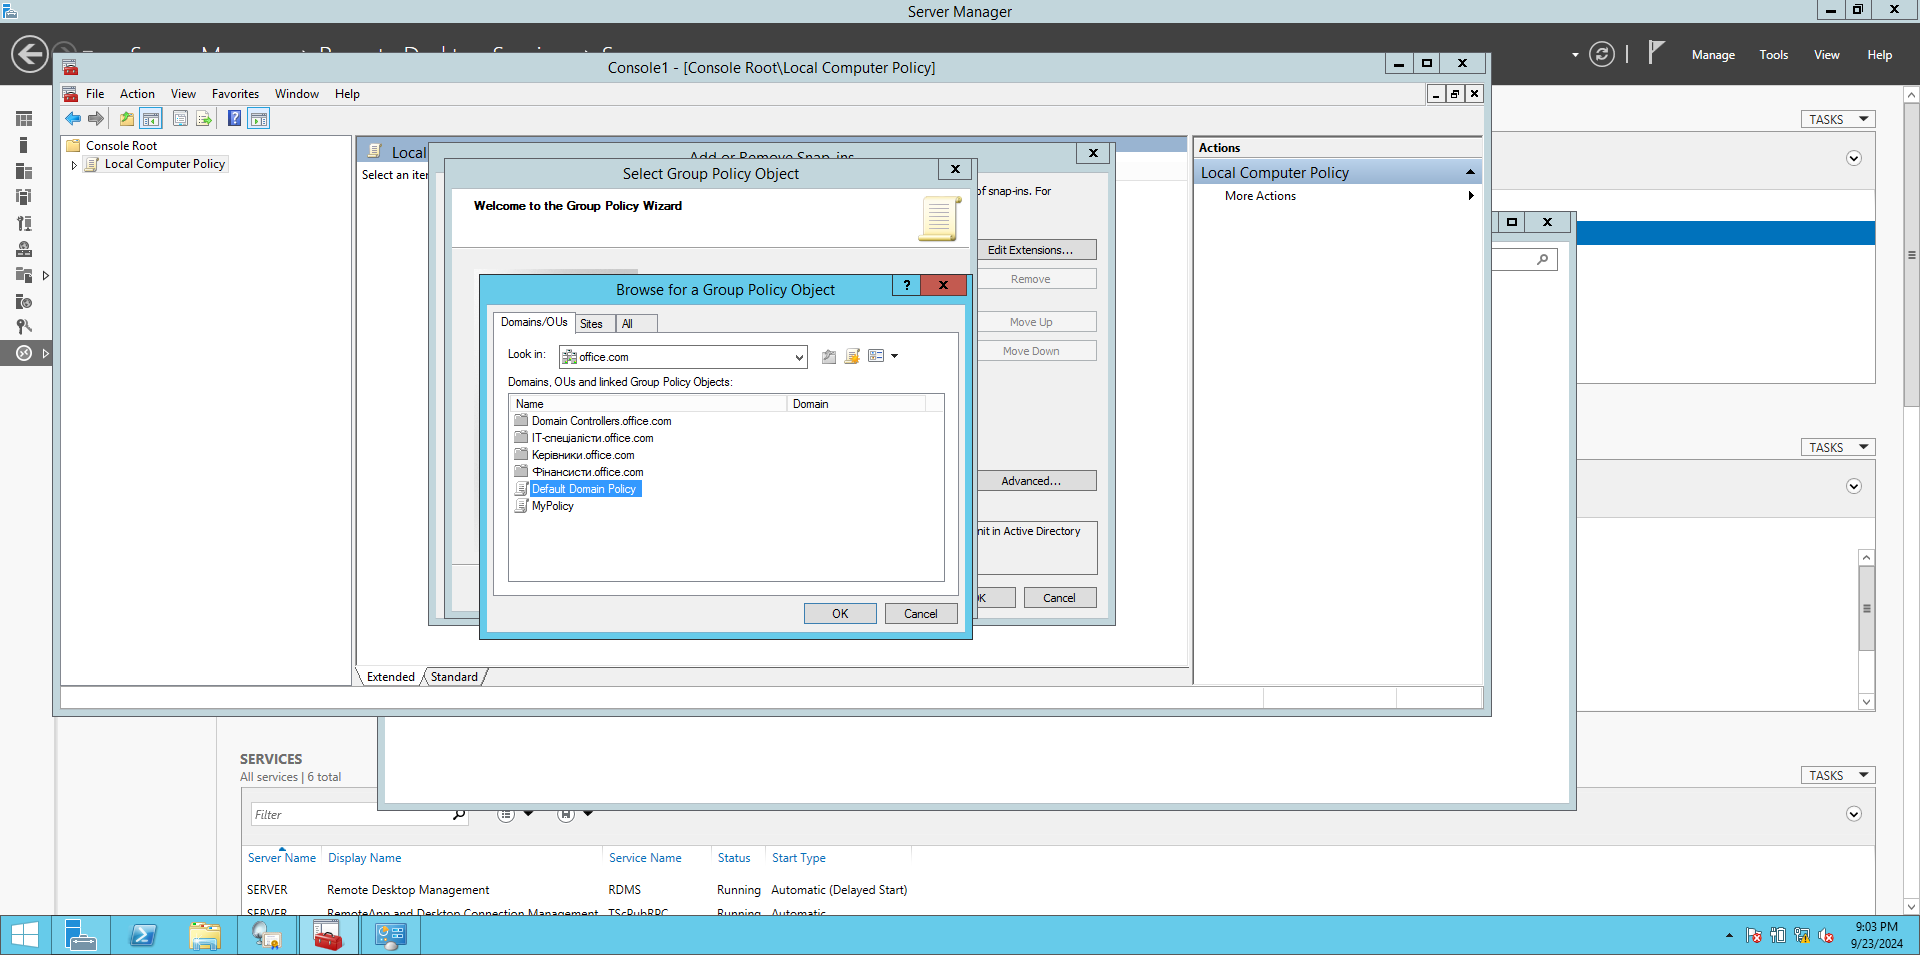 Server Manager
Manage Tools View Help
Console1 - [Console Root\Local Computer Policy]
File Action View Favorites Window Help
Console Root
Local Computer Policy
Local
Select an iter
Add or Remove Snap-ins
of snap-ins. For
Edit Extensions...
Remove
Move Up
Move Down
Advanced...
nit in Active Directory
Cancel
Select Group Policy Object
Welcome to the Group Policy Wizard
Browse for a Group Policy Object
?
Domains/OUs Sites All
Look in: office.com
Domains, OUs and linked Group Policy Objects:
Name Domain
Domain Controllers.office.com
ІТ-спеціалісти.office.com
Керівники.office.com
Фінансисти.office.com
Default Domain Policy
MyPolicy
OK Cancel
Extended Standard
Actions
Local Computer Policy
More Actions
TASKS
TASKS
TASKS
SERVICES
All services | 6 total
Filter
Server Name Display Name Service Name Status Start Type
SERVER Remote Desktop Management RDMS Running Automatic (Delayed Start)
SERVER RemoteApp and Desktop Connection Management TScPubRPC Running Automatic
9:03 PM
9/23/2024